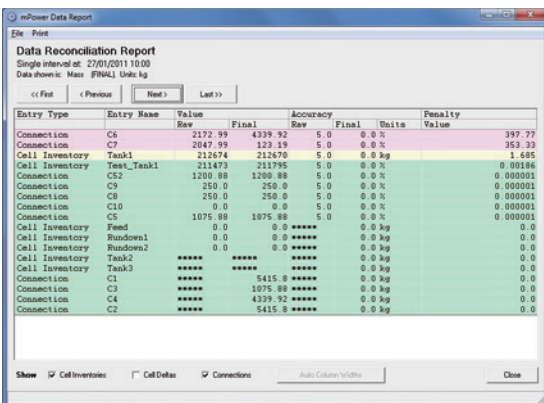 mPower Data Report
File Print
Data Reconciliation Report
Single interval at: 27/01/2011 10:00
Data shown is: Mass (FINAL). Units: kg
<< First < Previous Next > Last >>
Entry Type Entry Name Value Accuracy Penalty
Raw Final Raw Final Units Value
Connection C6 2172.99 4339.92 5.0 0.0 % 397.77
Connection C7 2047.99 123.19 5.0 0.0 % 353.33
Cell Inventory Tank1 212674 212670 5.0 0.0 kg 1.685
Cell Inventory Test_Tank1 211473 211795 5.0 0.0 % 0.00186
Connection C52 1200.88 1200.88 5.0 0.0 % 0.000001
Connection C9 250.0 250.0 5.0 0.0 % 0.000001
Connection C8 250.0 250.0 5.0 0.0 % 0.000001
Connection C10 0.0 0.0 5.0 0.0 % 0.000001
Connection C5 1075.88 1075.88 5.0 0.0 % 0.000001
Cell Inventory Feed 0.0 0.0 ***** 0.0 kg 0.0
Cell Inventory Rundown1 0.0 0.0 ***** 0.0 kg 0.0
Cell Inventory Rundown2 0.0 0.0 ***** 0.0 kg 0.0
Cell Inventory Tank2 ***** ***** 0.0 kg 0.0
Cell Inventory Tank3 ***** ***** 0.0 kg 0.0
Connection C1 ***** 5415.8 ***** 0.0 kg 0.0
Connection C3 ***** 1075.88 ***** 0.0 kg 0.0
Connection C4 ***** 4339.92 ***** 0.0 kg 0.0
Connection C2 ***** 5415.8 ***** 0.0 kg 0.0
Show Cell Inventories Cell Deltas Connections Auto Column Widths Close